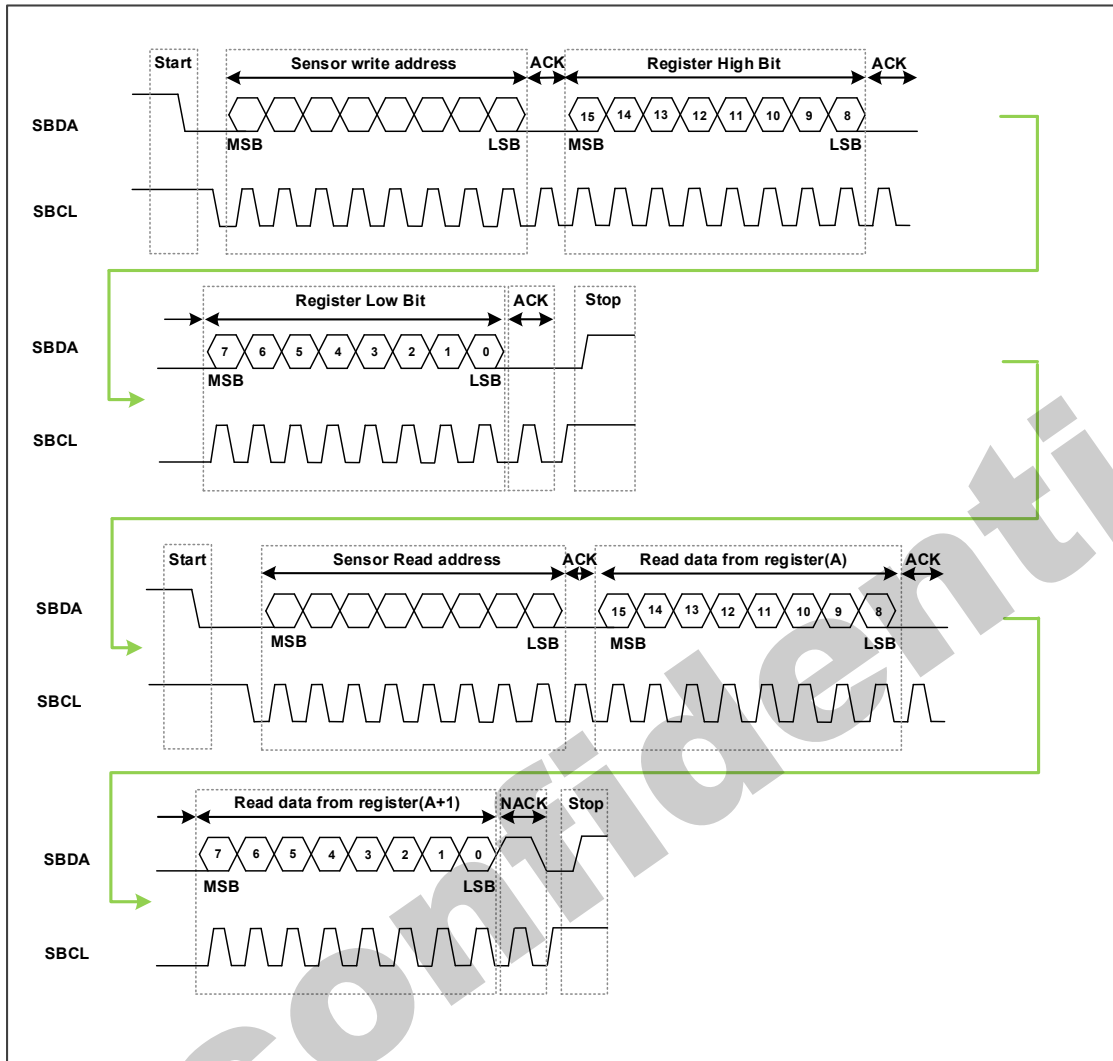 Start Sensor write address ACK Register High Bit ACK
SBDA 15 14 13 12 11 10 9 8
MSB LSB MSB LSB
SBCL
Register Low Bit ACK Stop
SBDA 7 6 5 4 3 2 1 0
MSB LSB
SBCL
Start Sensor Read address ACK Read data from register(A) ACK
SBDA 15 14 13 12 11 10 9 8
MSB LSB MSB LSB
SBCL
Read data from register(A+1) NACK Stop
SBDA 7 6 5 4 3 2 1 0
MSB LSB
SBCL
onfidenti